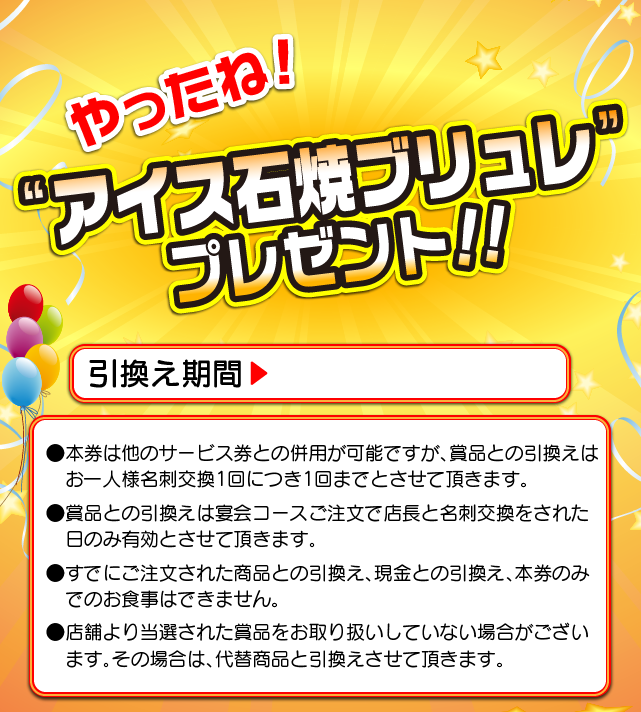 やったね！
“アイス石焼ブリュレ”
プレゼント!!
引換え期間▶
●本券は他のサービス券との併用が可能ですが、賞品との引換えは
お一人様名刺交換1回につき1回までとさせて頂きます。
●賞品との引換えは宴会コースご注文で店長と名刺交換をされた
日のみ有効とさせて頂きます。
●すでにご注文された商品との引換え、現金との引換え、本券のみ
でのお食事はできません。
●店舗より当選された賞品をお取り扱いしていない場合がござい
ます。その場合は、代替商品と引換えさせて頂きます。